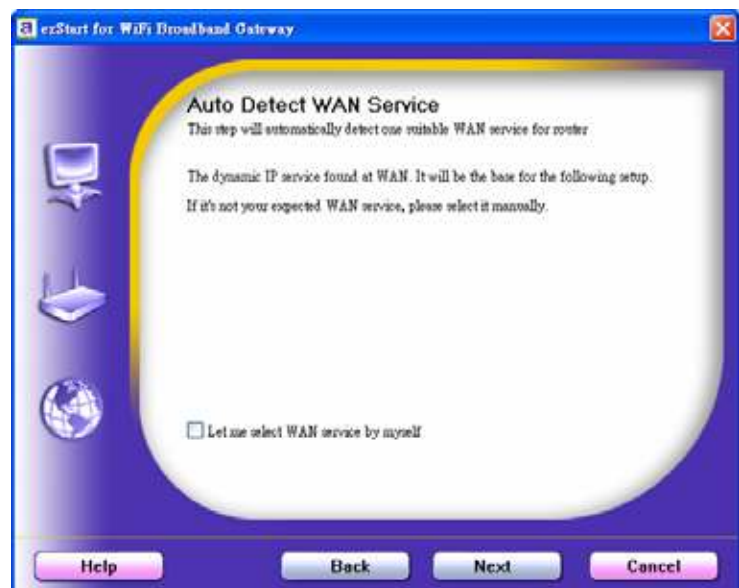 a ezStart for WiFi Broadband Gateway
Auto Detect WAN Service
This step will automatically detect one suitable WAN service for router
The dynamic IP service found at WAN. It will be the base for the following setup.
If it's not your expected WAN service, please select it manually.
Let me select WAN service by myself
Help Back Next Cancel